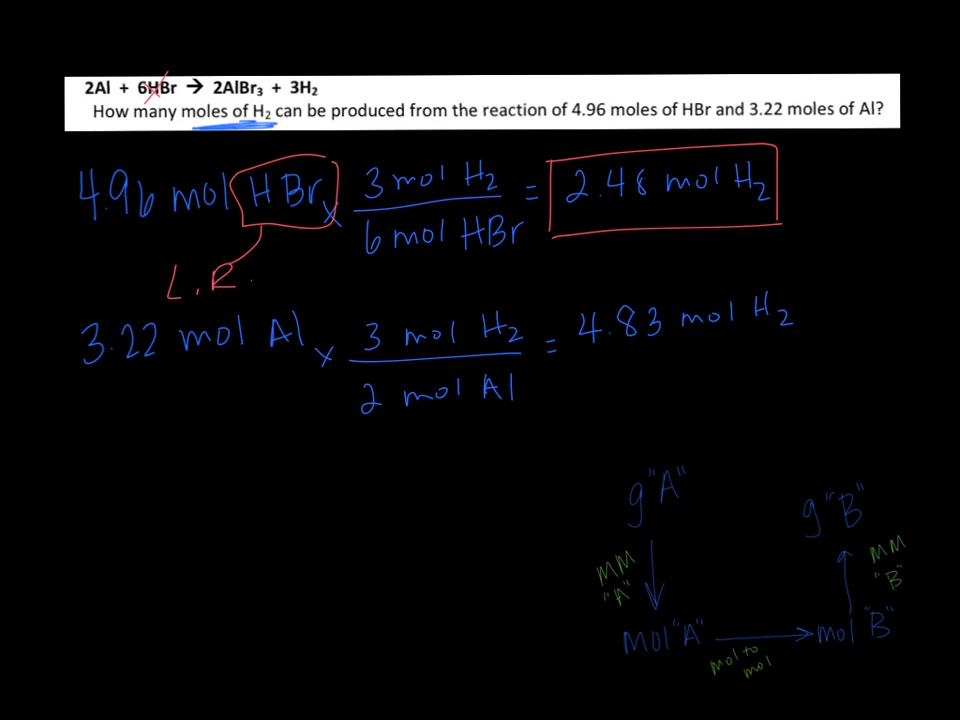 2Al + 6HBr → 2AlBr₃ + 3H₂
How many moles of H₂ can be produced from the reaction of 4.96 moles of HBr and 3.22 moles of Al?
4.96 mol HBr x 3 mol H₂ = 2.48 mol H₂
6 mol HBr
L.R.
3.22 mol Al x 3 mol H₂ = 4.83 mol H₂
2 mol Al
g "A" g "B"
MM "A" MM "B"
mol "A" mol "B"
mol to mol